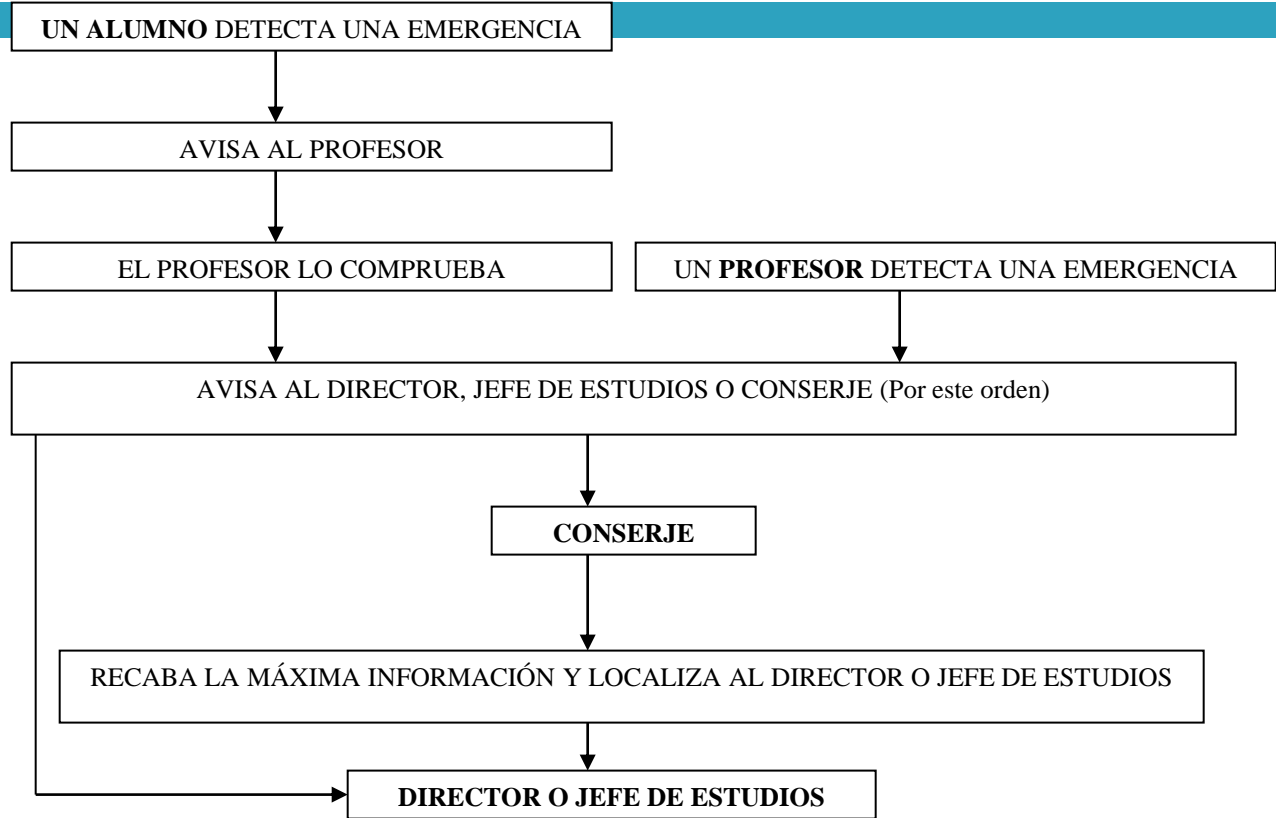 UN ALUMNO DETECTA UNA EMERGENCIA
AVISA AL PROFESOR
EL PROFESOR LO COMPRUEBA
UN PROFESOR DETECTA UNA EMERGENCIA
AVISA AL DIRECTOR, JEFE DE ESTUDIOS O CONSERJE (Por este orden)
CONSERJE
RECABA LA MÁXIMA INFORMACIÓN Y LOCALIZA AL DIRECTOR O JEFE DE ESTUDIOS
DIRECTOR O JEFE DE ESTUDIOS